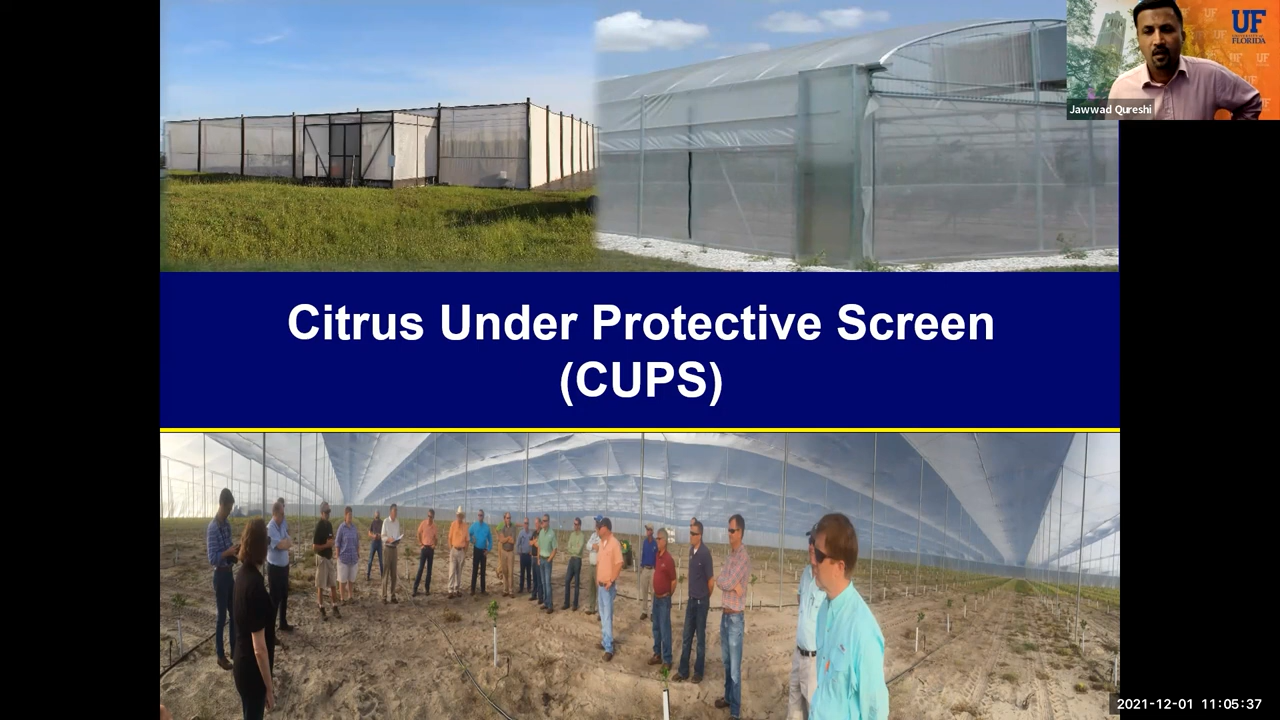 UF
UNIVERSITY of
FLORIDA
Jawwad Qureshi
Citrus Under Protective Screen
(CUPS)
2021-12-01 11:05:37